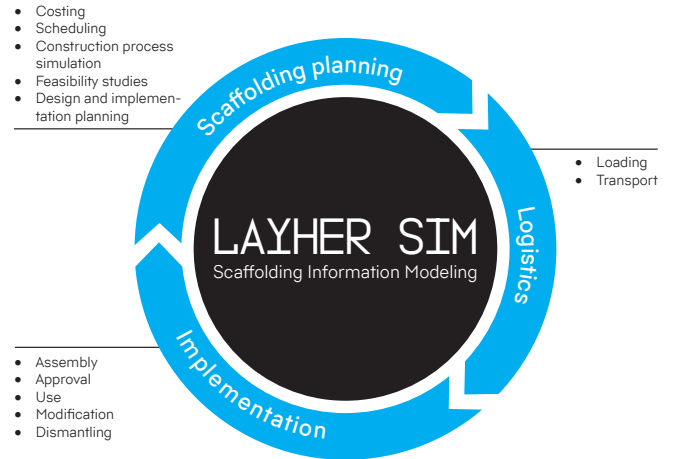 • Costing
• Scheduling
• Construction process
simulation
• Feasibility studies
• Design and implemen-
tation planning
Scaffolding planning
• Loading
• Transport
Logistics
LAYHER SIM
Scaffolding Information Modeling
Implementation
• Assembly
• Approval
• Use
• Modification
• Dismantling